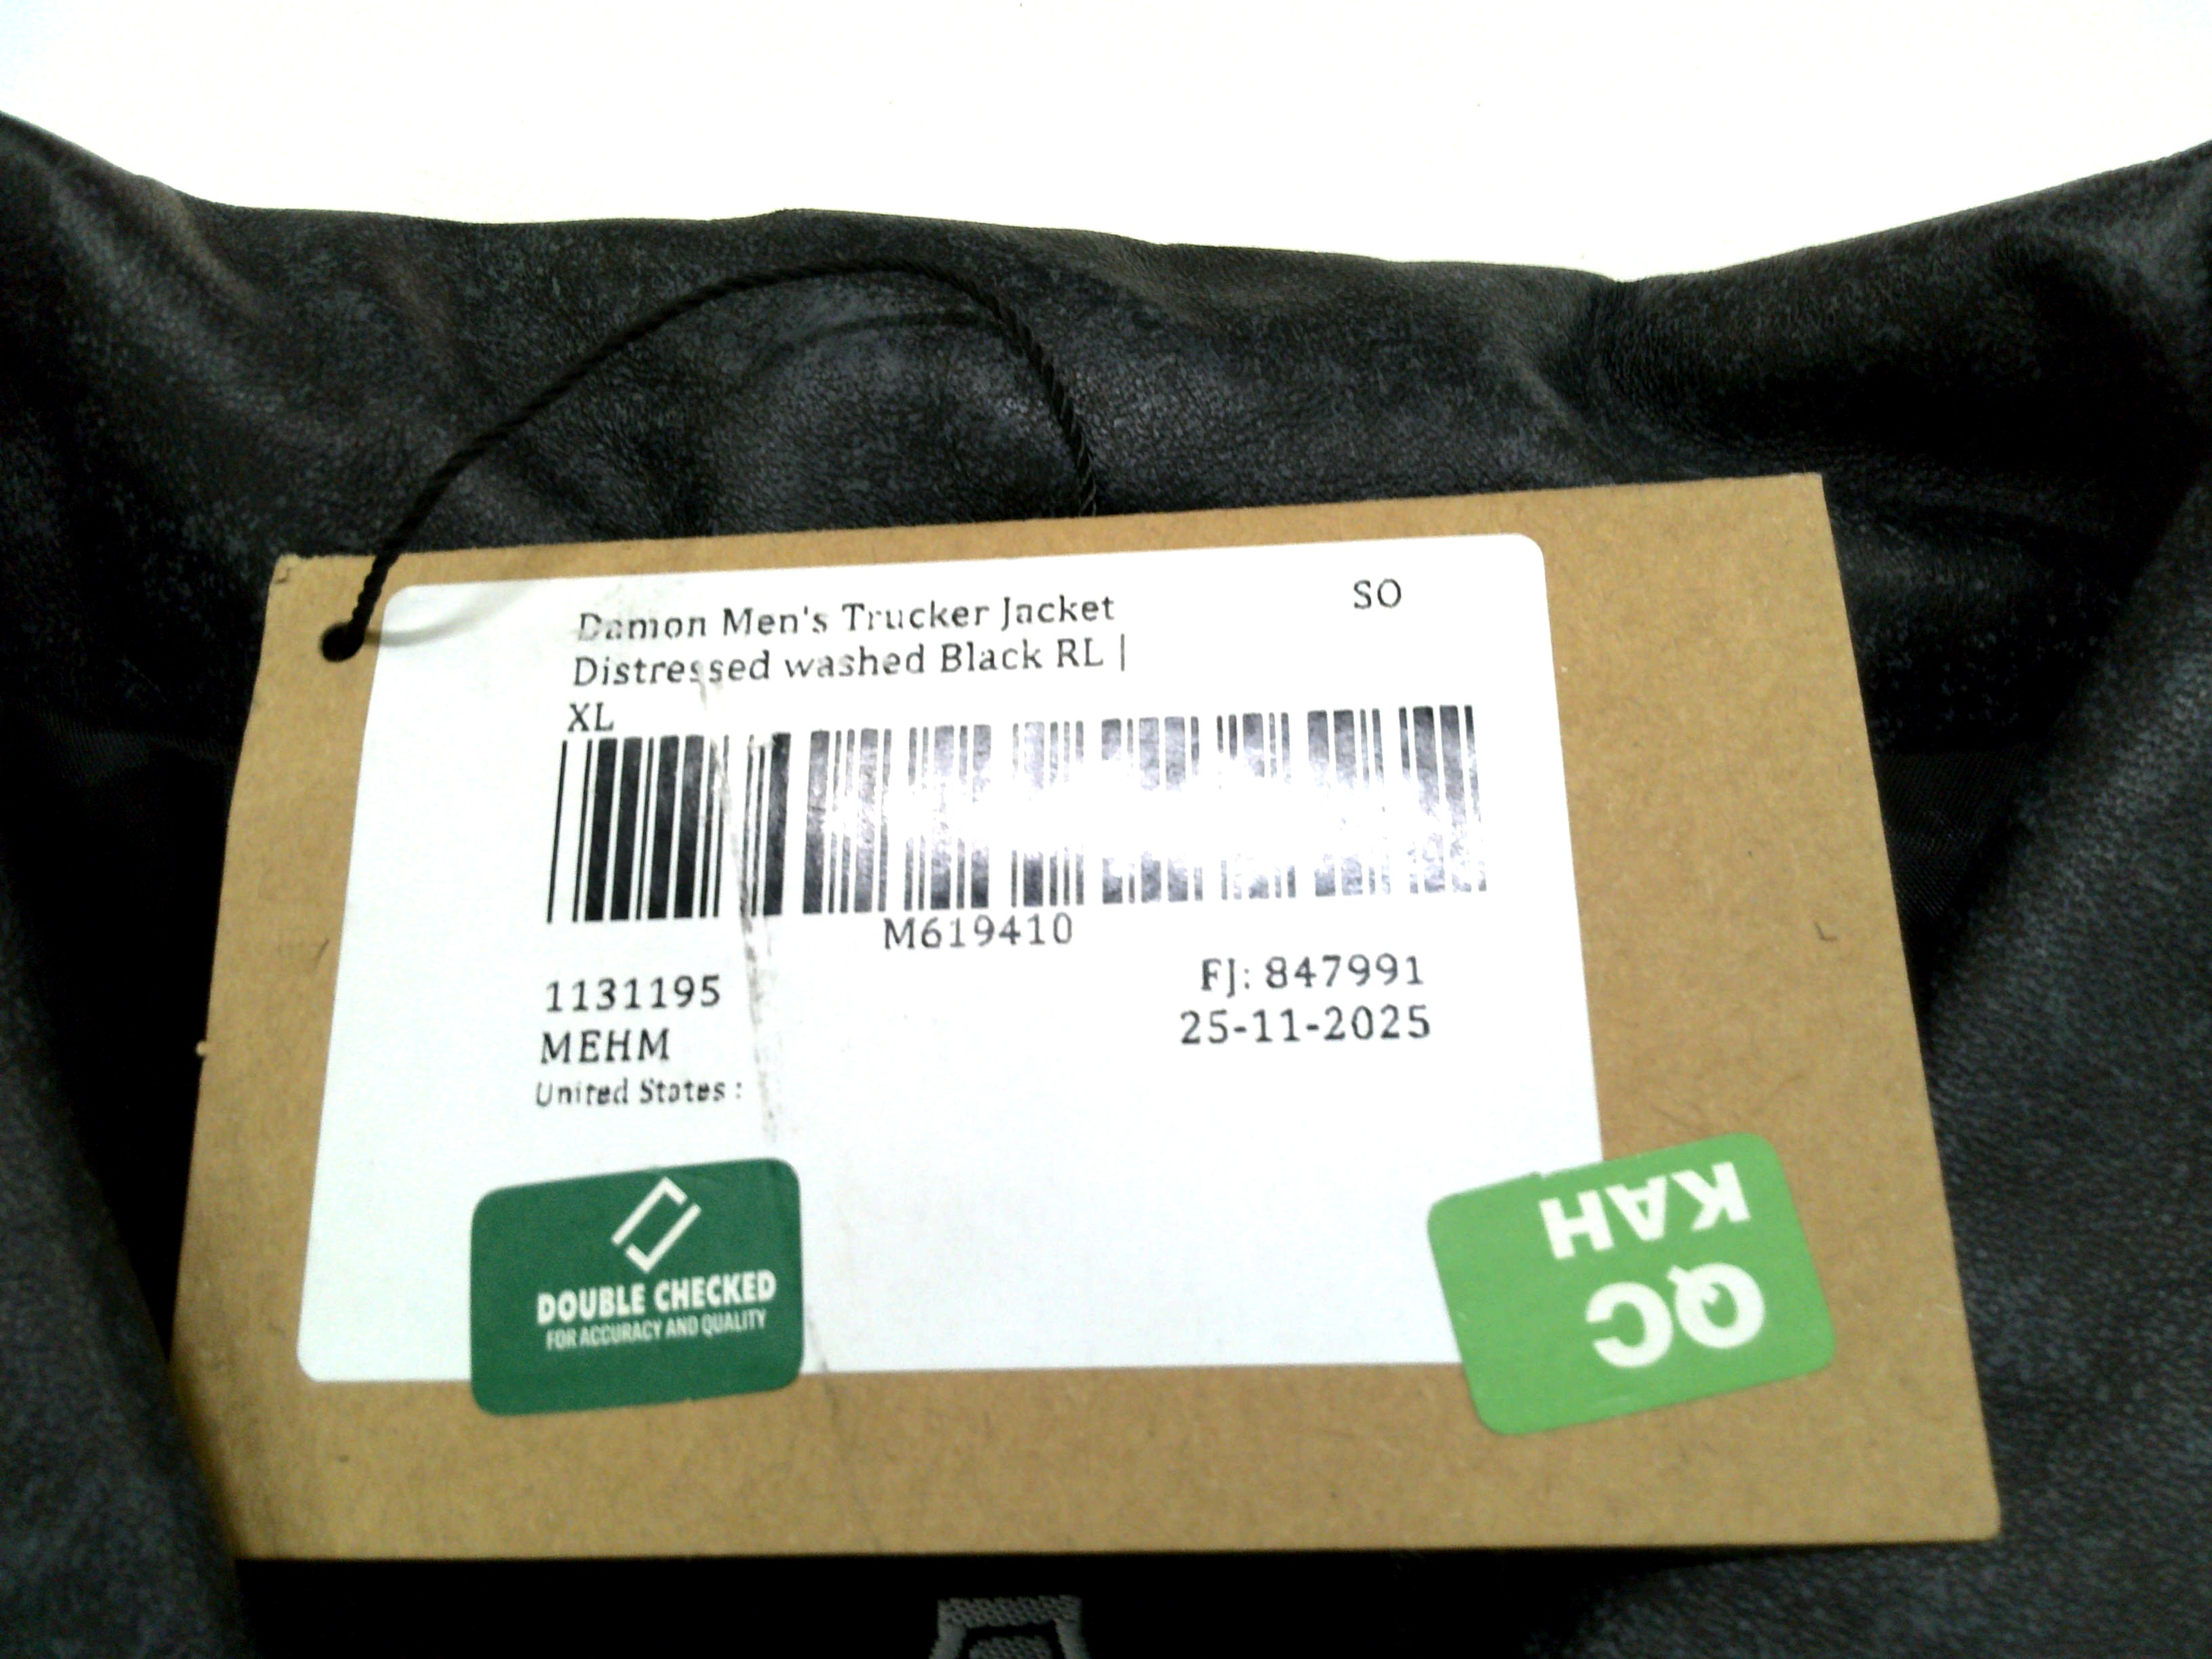 Damon Men's Trucker Jacket
SO
Distressed washed Black RL |
XL
M619410
1131195
FJ: 847991
MEHM
25-11-2025
United States :
DOUBLE CHECKED
FOR ACCURACY AND QUALITY
QC
KAH